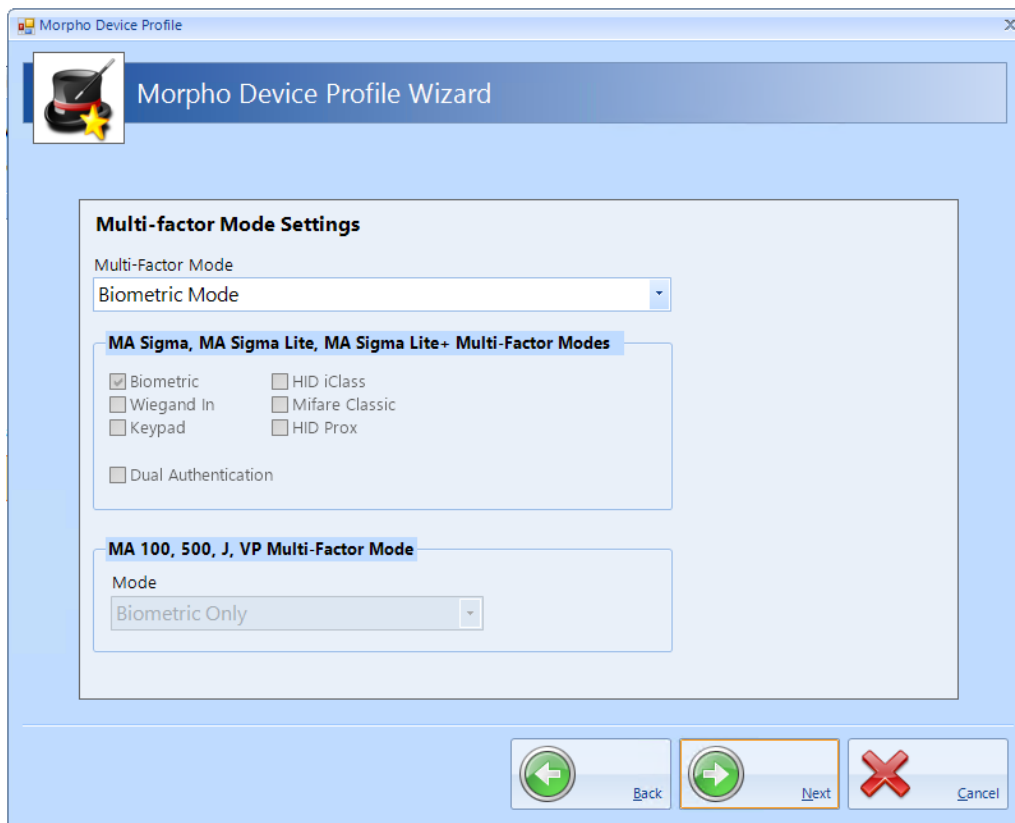 Morpho Device Profile
Morpho Device Profile Wizard
Multi-factor Mode Settings
Multi-Factor Mode
Biometric Mode
MA Sigma, MA Sigma Lite, MA Sigma Lite+ Multi-Factor Modes
Biometric HID iClass
Wiegand In Mifare Classic
Keypad HID Prox
Dual Authentication
MA 100, 500, J, VP Multi-Factor Mode
Mode
Biometric Only
Back Next Cancel